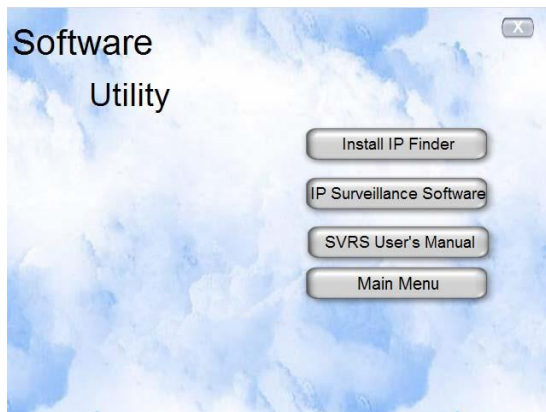 Software
Utility
X
Install IP Finder
IP Surveillance Software
SVRS User's Manual
Main Menu